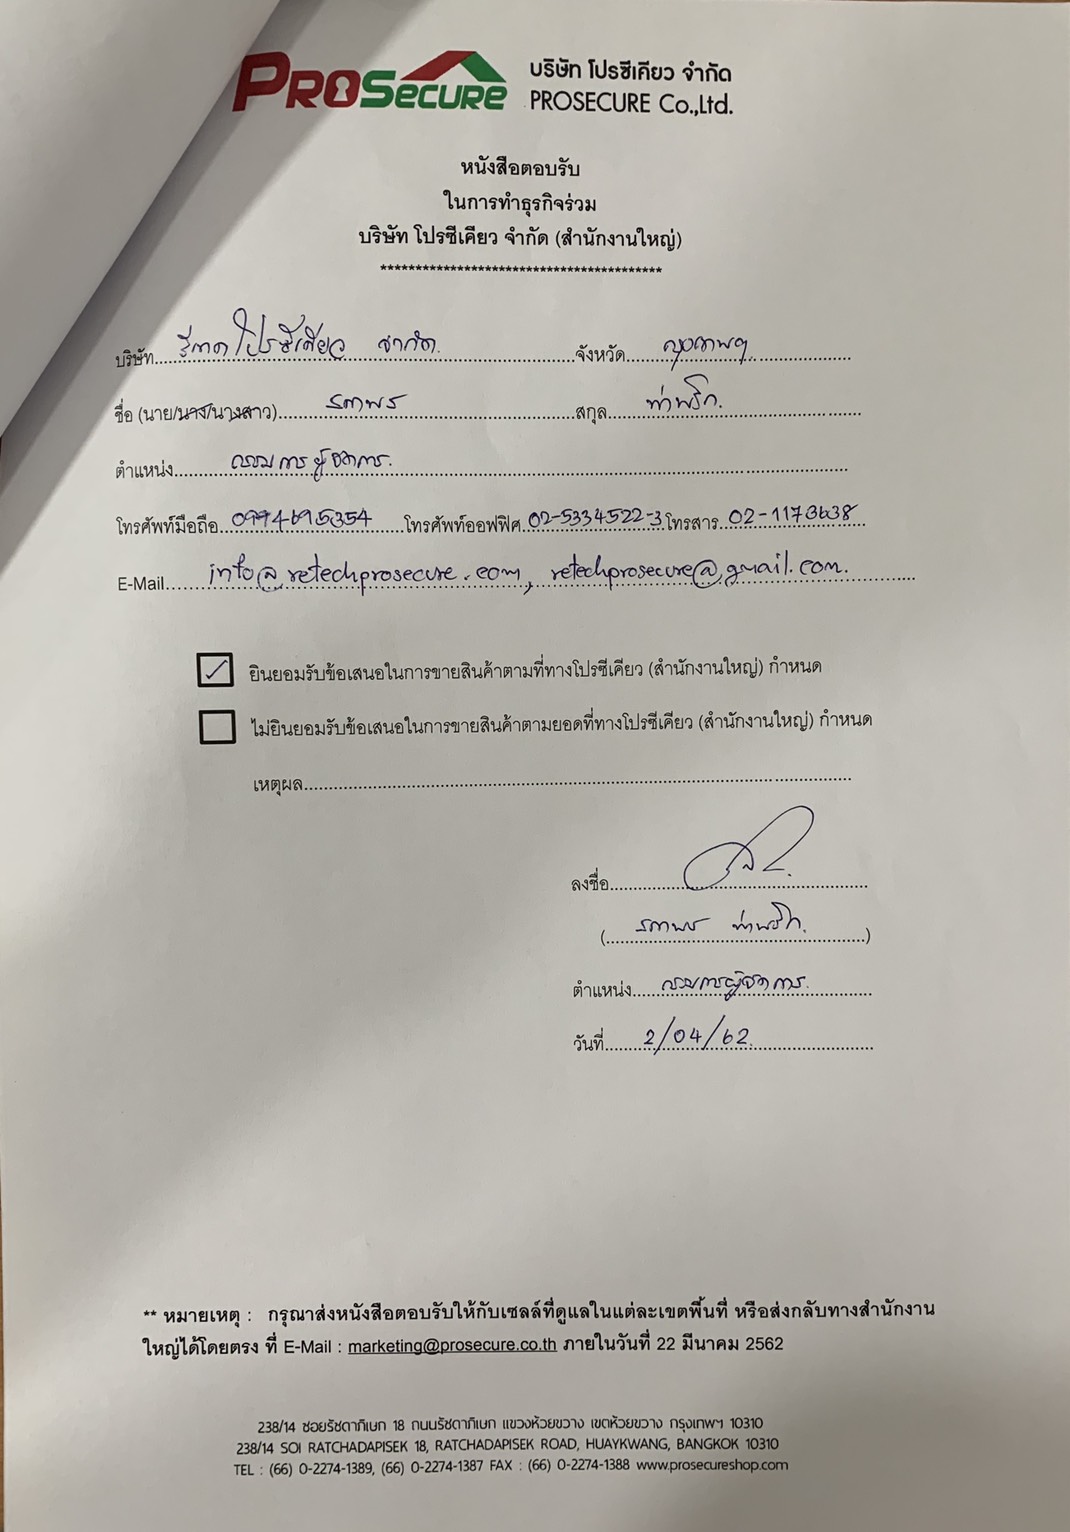 PROSECURE บริษัท โปรซีเคียว จำกัด
PROSECURE Co.,Ltd.
หนังสือตอบรับ
ในการทำธุรกิจร่วม
บริษัท โปรซีเคียว จำกัด (สำนักงานใหญ่)
******************************************
บริษัท รีเทค โปรซีเคียว จำกัด จังหวัด กรุงเทพฯ
ชื่อ (นาย/นาง/นางสาว) สกุล
ตำแหน่ง กรรมการผู้จัดการ
โทรศัพท์มือถือ 0994695354 โทรศัพท์ออฟฟิศ 02-5334522-3 โทรสาร 02-1173638
E-Mail info@retechprosecure.com, retechprosecure@gmail.com.
✓ ยินยอมรับข้อเสนอในการขายสินค้าตามที่ทางโปรซีเคียว (สำนักงานใหญ่) กำหนด
ไม่ยินยอมรับข้อเสนอในการขายสินค้าตามยอดที่ทางโปรซีเคียว (สำนักงานใหญ่) กำหนด
เหตุผล
ลงชื่อ
ตำแหน่ง กรรมการผู้จัดการ
วันที่ 2/04/62
** หมายเหตุ : กรุณาส่งหนังสือตอบรับให้กับเซลล์ที่ดูแลในแต่ละเขตพื้นที่ หรือส่งกลับทางสำนักงาน
ใหญ่ได้โดยตรง ที่ E-Mail : marketing@prosecure.co.th ภายในวันที่ 22 มีนาคม 2562
238/14 ซอยรัชดาภิเษก 18 ถนนรัชดาภิเษก แขวงห้วยขวาง เขตห้วยขวาง กรุงเทพฯ 10310
238/14 SOI RATCHADAPISEK 18, RATCHADAPISEK ROAD, HUAYKWANG, BANGKOK 10310
TEL : (66) 0-2274-1389, (66) 0-2274-1387 FAX : (66) 0-2274-1388 www.prosecureshop.com